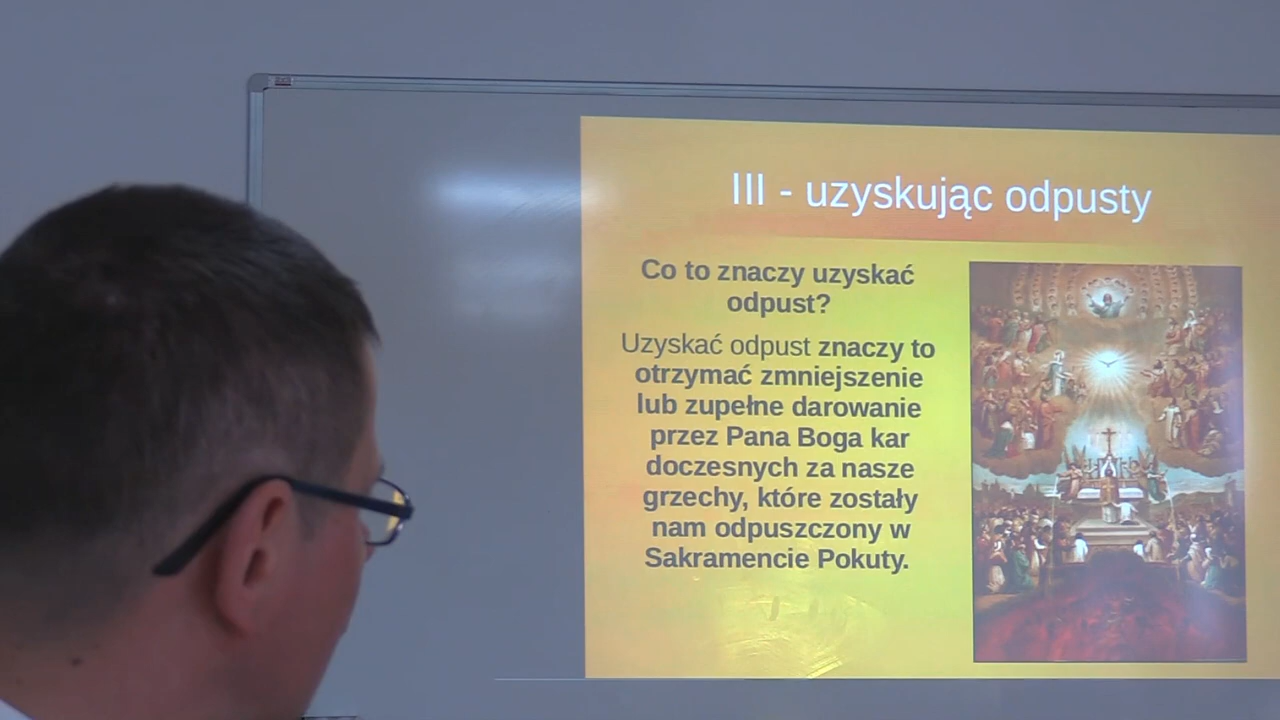 III - uzyskując odpusty
Co to znaczy uzyskać
odpust?
Uzyskać odpust znaczy to
otrzymać zmniejszenie
lub zupełne darowanie
przez Pana Boga kar
doczesnych za nasze
grzechy, które zostały
nam odpuszczony w
Sakramencie Pokuty.